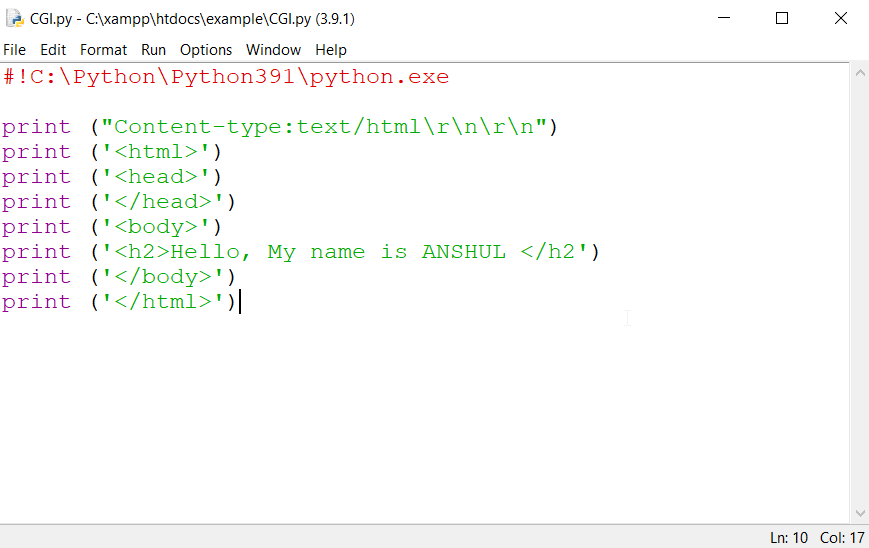 CGI.py - C:\xampp\htdocs\example\CGI.py (3.9.1)
File Edit Format Run Options Window Help
#!C:\Python\Python391\python.exe
print ("Content-type:text/html\r\n\r\n")
print ('<html>')
print ('<head>')
print ('</head>')
print ('<body>')
print ('<h2>Hello, My name is ANSHUL </h2')
print ('</body>')
print ('</html>')
Ln: 10 Col: 17